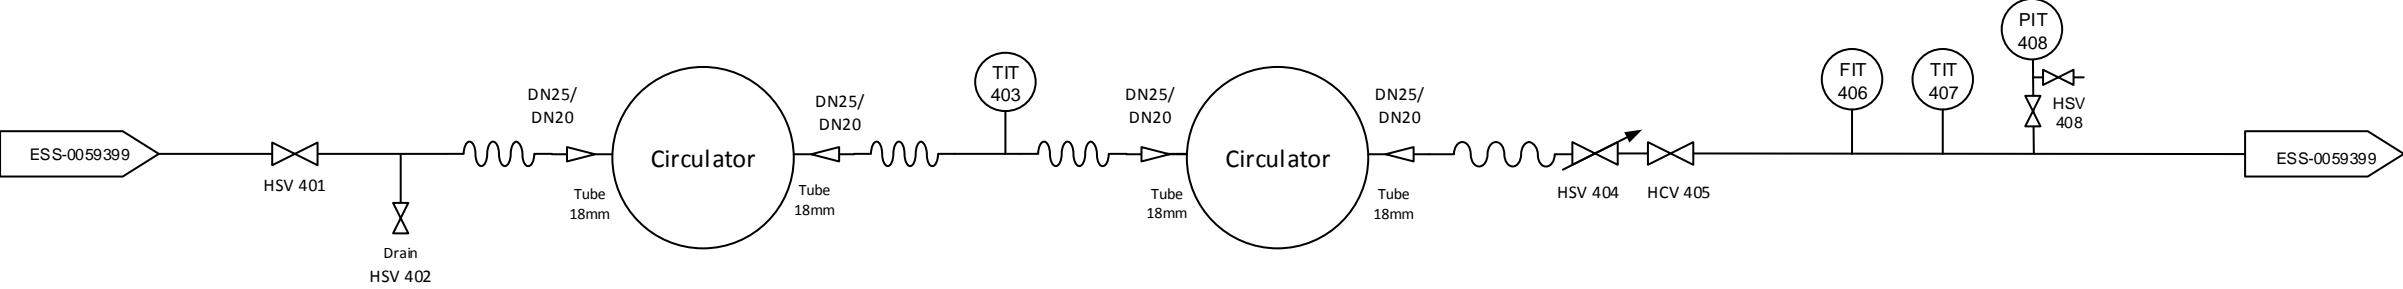 ESS-0059399
HSV 401
Drain
HSV 402
DN25/
DN20
Tube
18mm
Circulator
DN25/
DN20
Tube
18mm
TIT
403
DN25/
DN20
Tube
18mm
Circulator
DN25/
DN20
Tube
18mm
HSV 404
HCV 405
FIT
406
TIT
407
PIT
408
HSV
408
ESS-0059399